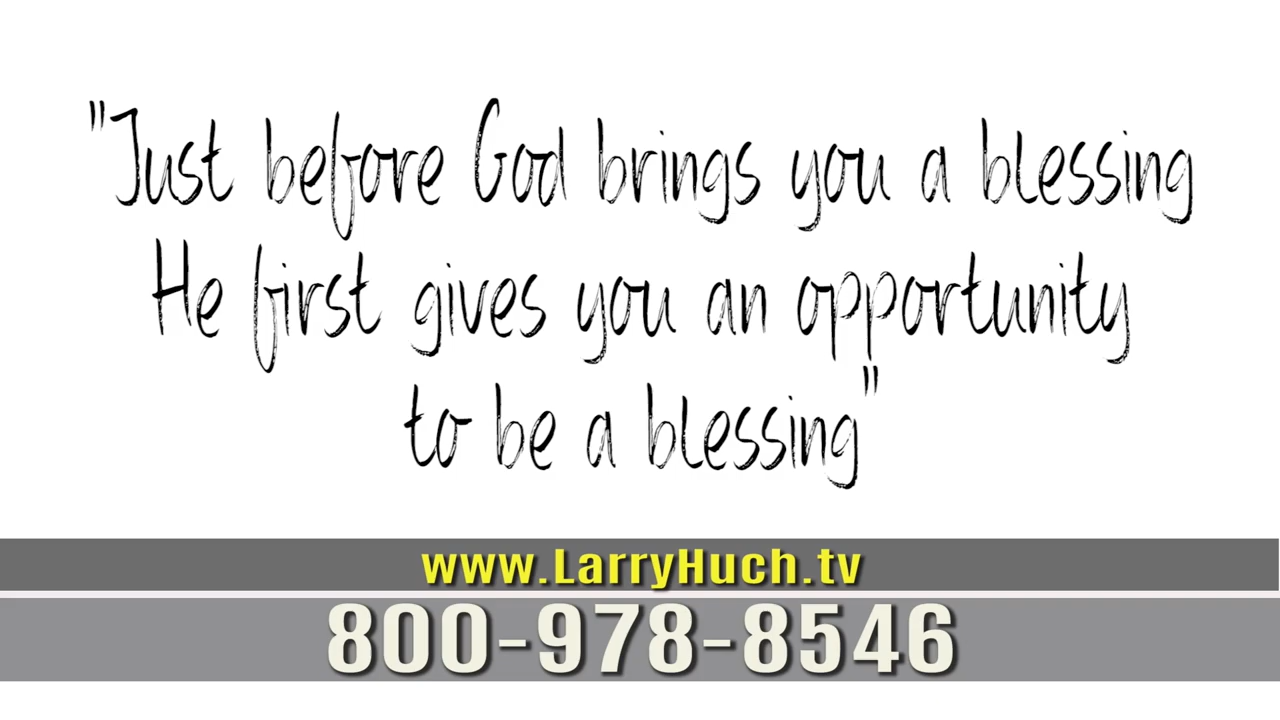 "Just before God brings you a blessing
He first gives you an opportunity
to be a blessing"
www.LarryHuch.tv
800-978-8546